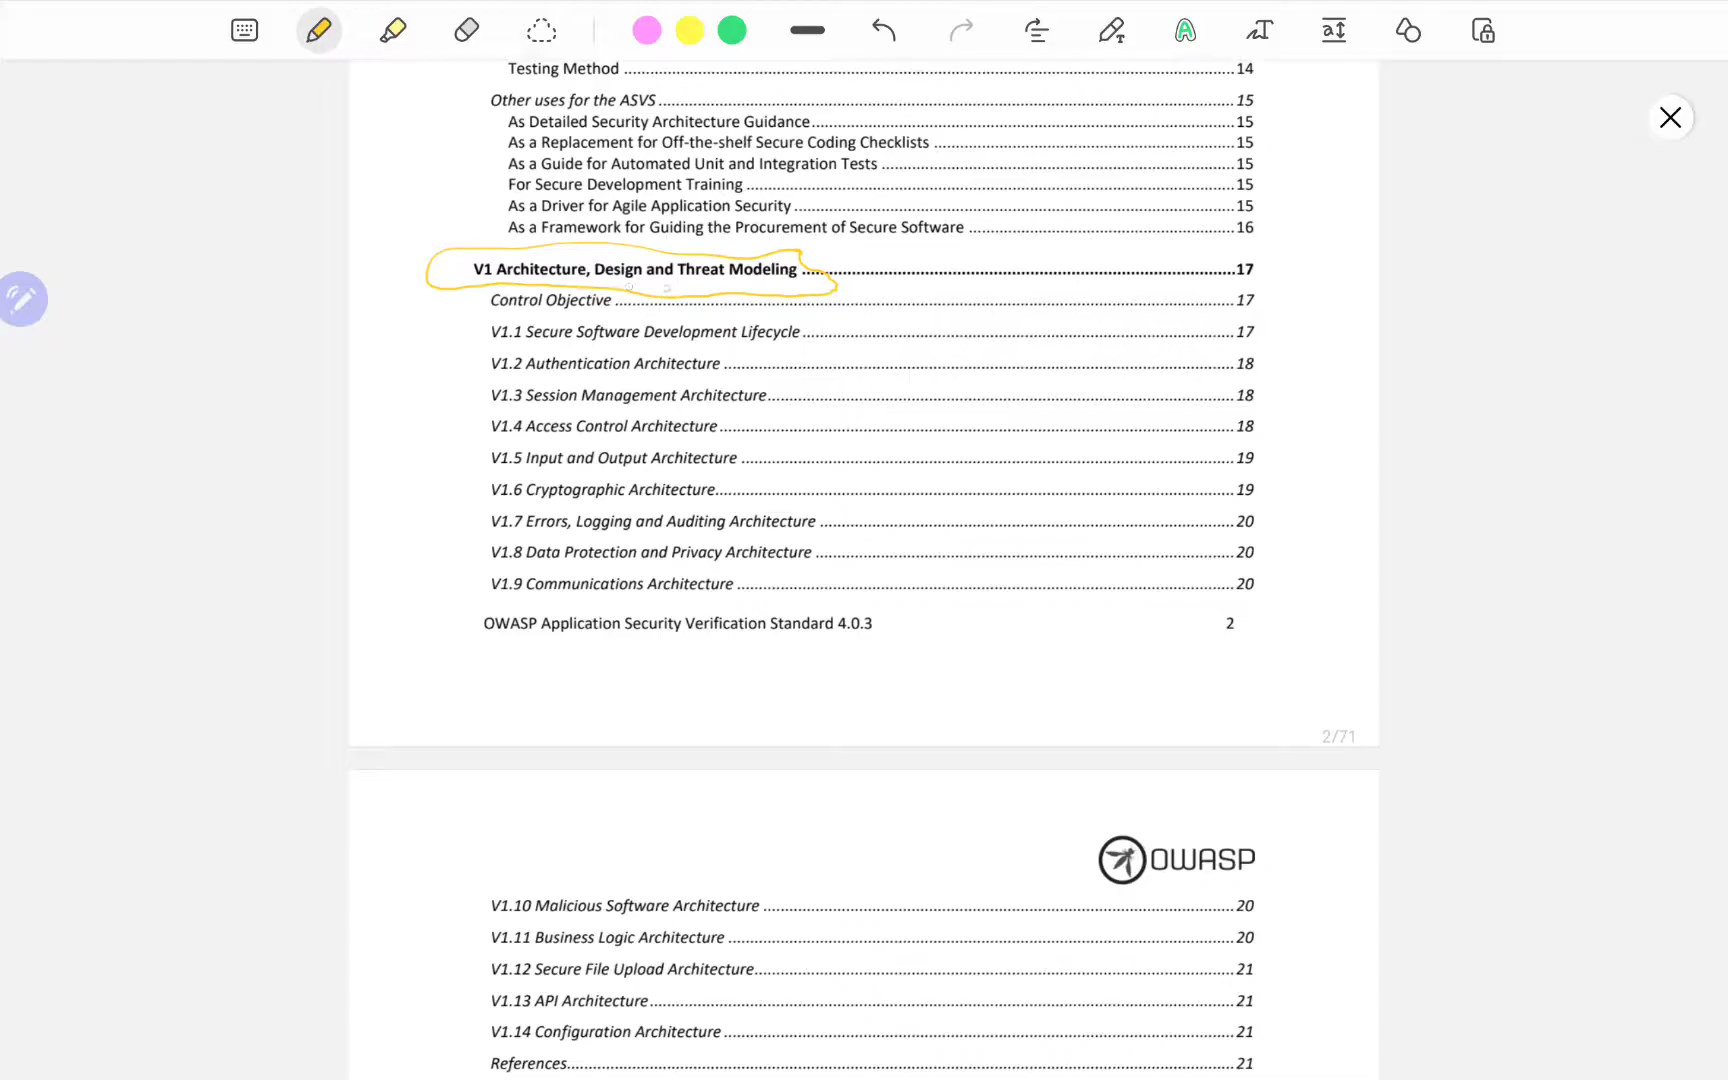 Testing Method ........ 14
Other uses for the ASVS ........ 15
As Detailed Security Architecture Guidance ........ 15
As a Replacement for Off-the-shelf Secure Coding Checklists ........ 15
As a Guide for Automated Unit and Integration Tests ........ 15
For Secure Development Training ........ 15
As a Driver for Agile Application Security ........ 15
As a Framework for Guiding the Procurement of Secure Software ........ 16
V1 Architecture, Design and Threat Modeling ........ 17
Control Objective ........ 17
V1.1 Secure Software Development Lifecycle ........ 17
V1.2 Authentication Architecture ........ 18
V1.3 Session Management Architecture ........ 18
V1.4 Access Control Architecture ........ 18
V1.5 Input and Output Architecture ........ 19
V1.6 Cryptographic Architecture ........ 19
V1.7 Errors, Logging and Auditing Architecture ........ 20
V1.8 Data Protection and Privacy Architecture ........ 20
V1.9 Communications Architecture ........ 20
OWASP Application Security Verification Standard 4.0.3 2
2/71
OWASP
V1.10 Malicious Software Architecture ........ 20
V1.11 Business Logic Architecture ........ 20
V1.12 Secure File Upload Architecture ........ 21
V1.13 API Architecture ........ 21
V1.14 Configuration Architecture ........ 21
References ........ 21